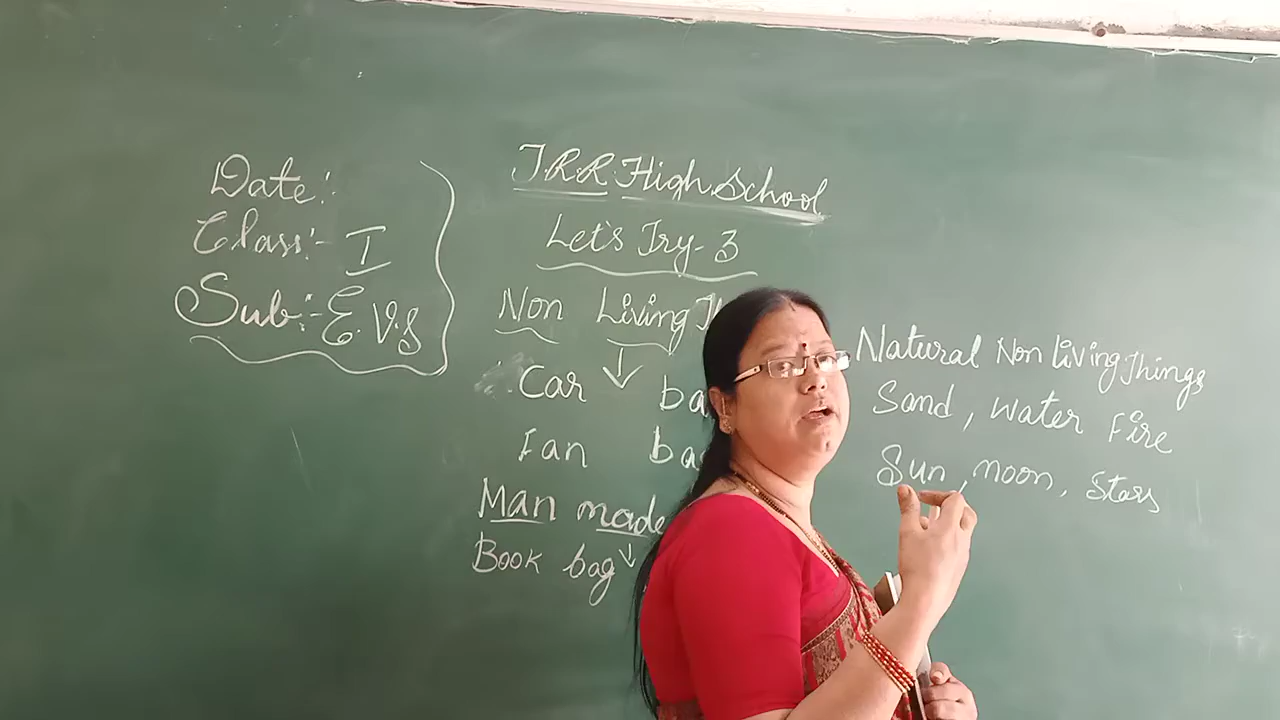 Date:
Class:- I
Sub:- E.V.S
J.R.R. High School
Let's Try - 3
Non Living
Car
Fan
Man made
Book bag
Natural Non Living Things
Sand, Water Fire
Sun, moon, Stars